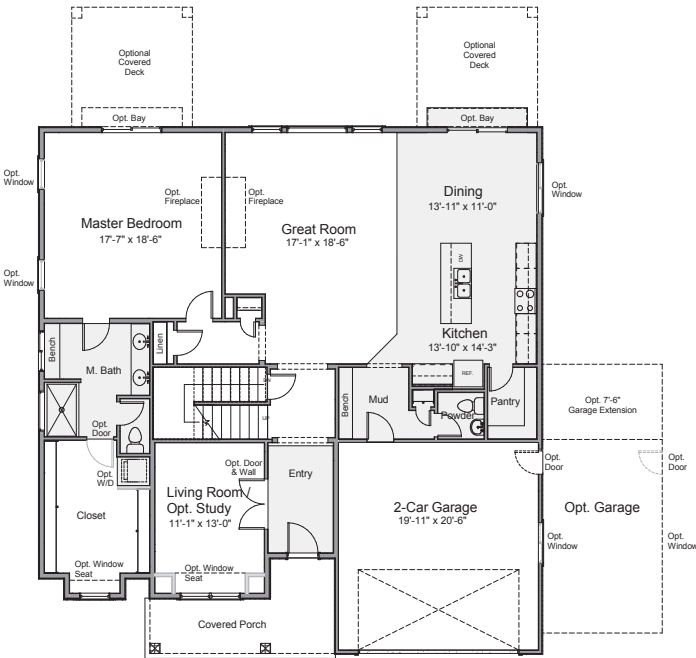 Optional
Covered
Deck
Optional
Covered
Deck
Opt. Bay
Opt. Bay
Opt.
Window
Opt.
Fireplace
Opt.
Fireplace
Dining
13'-11" x 11'-0"
Opt.
Window
Master Bedroom
17'-7" x 18'-6"
Great Room
17'-1" x 18'-6"
DW
Opt.
Window
Kitchen
13'-10" x 14'-3"
Bench
Linen
M. Bath
REF.
DN
Bench
Mud
Powder
Pantry
Opt. 7'-6"
Garage Extension
UP
Opt.
Door
Opt.
W/D
Opt. Door
& Wall
Entry
Opt.
Door
Opt.
Door
Living Room /
Opt. Study
11'-1" x 13'-0"
2-Car Garage
19'-11" x 20'-6"
Opt. Garage
Closet
Opt.
Window
Opt.
Window
Opt. Window
Seat
Opt. Window
Seat
Covered Porch